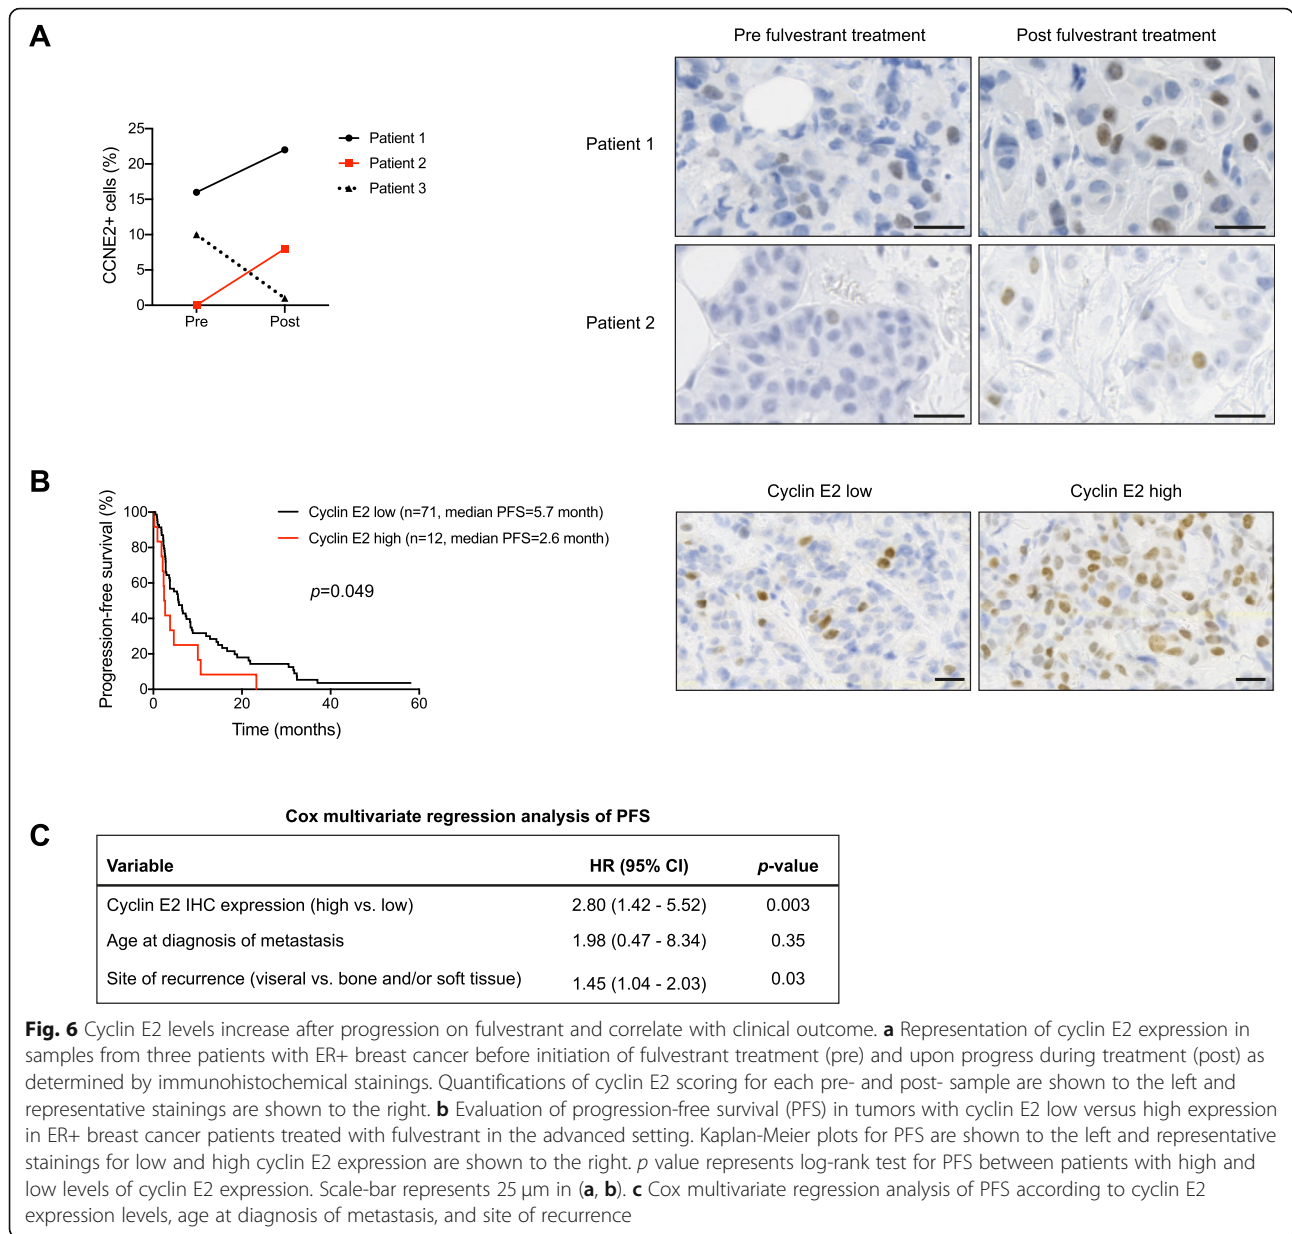 A
Pre fulvestrant treatment
Post fulvestrant treatment
CCNE2+ cells (%)
25
20
15
10
5
0
Pre
Post
Patient 1
Patient 2
Patient 3
Patient 1
Patient 2
B
Progression-free survival (%)
100
80
60
40
20
0
0
20
40
60
Time (months)
Cyclin E2 low (n=71, median PFS=5.7 month)
Cyclin E2 high (n=12, median PFS=2.6 month)
p=0.049
Cyclin E2 low
Cyclin E2 high
C
Cox multivariate regression analysis of PFS
Variable HR (95% CI) p-value
Cyclin E2 IHC expression (high vs. low) 2.80 (1.42 - 5.52) 0.003
Age at diagnosis of metastasis 1.98 (0.47 - 8.34) 0.35
Site of recurrence (viseral vs. bone and/or soft tissue) 1.45 (1.04 - 2.03) 0.03
Fig. 6 Cyclin E2 levels increase after progression on fulvestrant and correlate with clinical outcome. a Representation of cyclin E2 expression in
samples from three patients with ER+ breast cancer before initiation of fulvestrant treatment (pre) and upon progress during treatment (post) as
determined by immunohistochemical stainings. Quantifications of cyclin E2 scoring for each pre- and post- sample are shown to the left and
representative stainings are shown to the right. b Evaluation of progression-free survival (PFS) in tumors with cyclin E2 low versus high expression
in ER+ breast cancer patients treated with fulvestrant in the advanced setting. Kaplan-Meier plots for PFS are shown to the left and representative
stainings for low and high cyclin E2 expression are shown to the right. p value represents log-rank test for PFS between patients with high and
low levels of cyclin E2 expression. Scale-bar represents 25 μm in (a, b). c Cox multivariate regression analysis of PFS according to cyclin E2
expression levels, age at diagnosis of metastasis, and site of recurrence